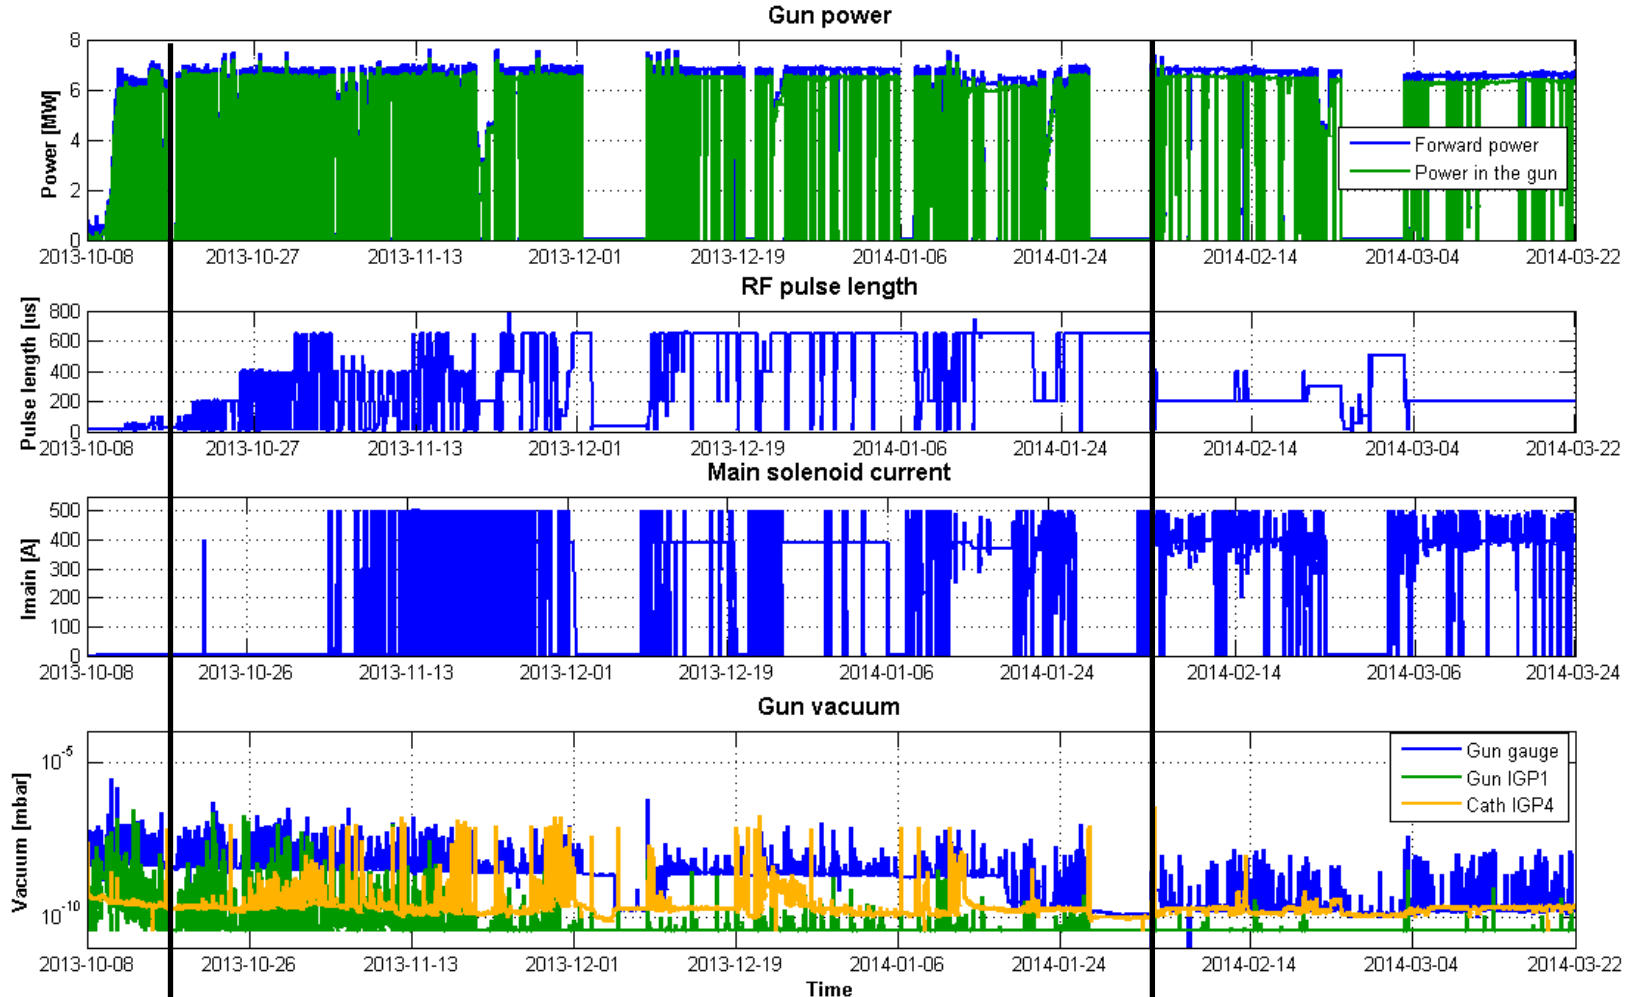 Gun power
Power [MW]
8
6
4
2
0
Forward power
Power in the gun
2013-10-08 2013-10-27 2013-11-13 2013-12-01 2013-12-19 2014-01-06 2014-01-24 2014-02-14 2014-03-04 2014-03-22
RF pulse length
Pulse length [us]
800
600
400
200
0
2013-10-08 2013-10-27 2013-11-13 2013-12-01 2013-12-19 2014-01-06 2014-01-24 2014-02-14 2014-03-04 2014-03-22
Main solenoid current
Imain [A]
500
400
300
200
100
0
2013-10-08 2013-10-26 2013-11-13 2013-12-01 2013-12-19 2014-01-06 2014-01-24 2014-02-14 2014-03-06 2014-03-24
Gun vacuum
Vacuum [mbar]
10⁻⁵
10⁻¹⁰
Gun gauge
Gun IGP1
Cath IGP4
2013-10-08 2013-10-26 2013-11-13 2013-12-01 2013-12-19 2014-01-06 2014-01-24 2014-02-14 2014-03-04 2014-03-22
Time